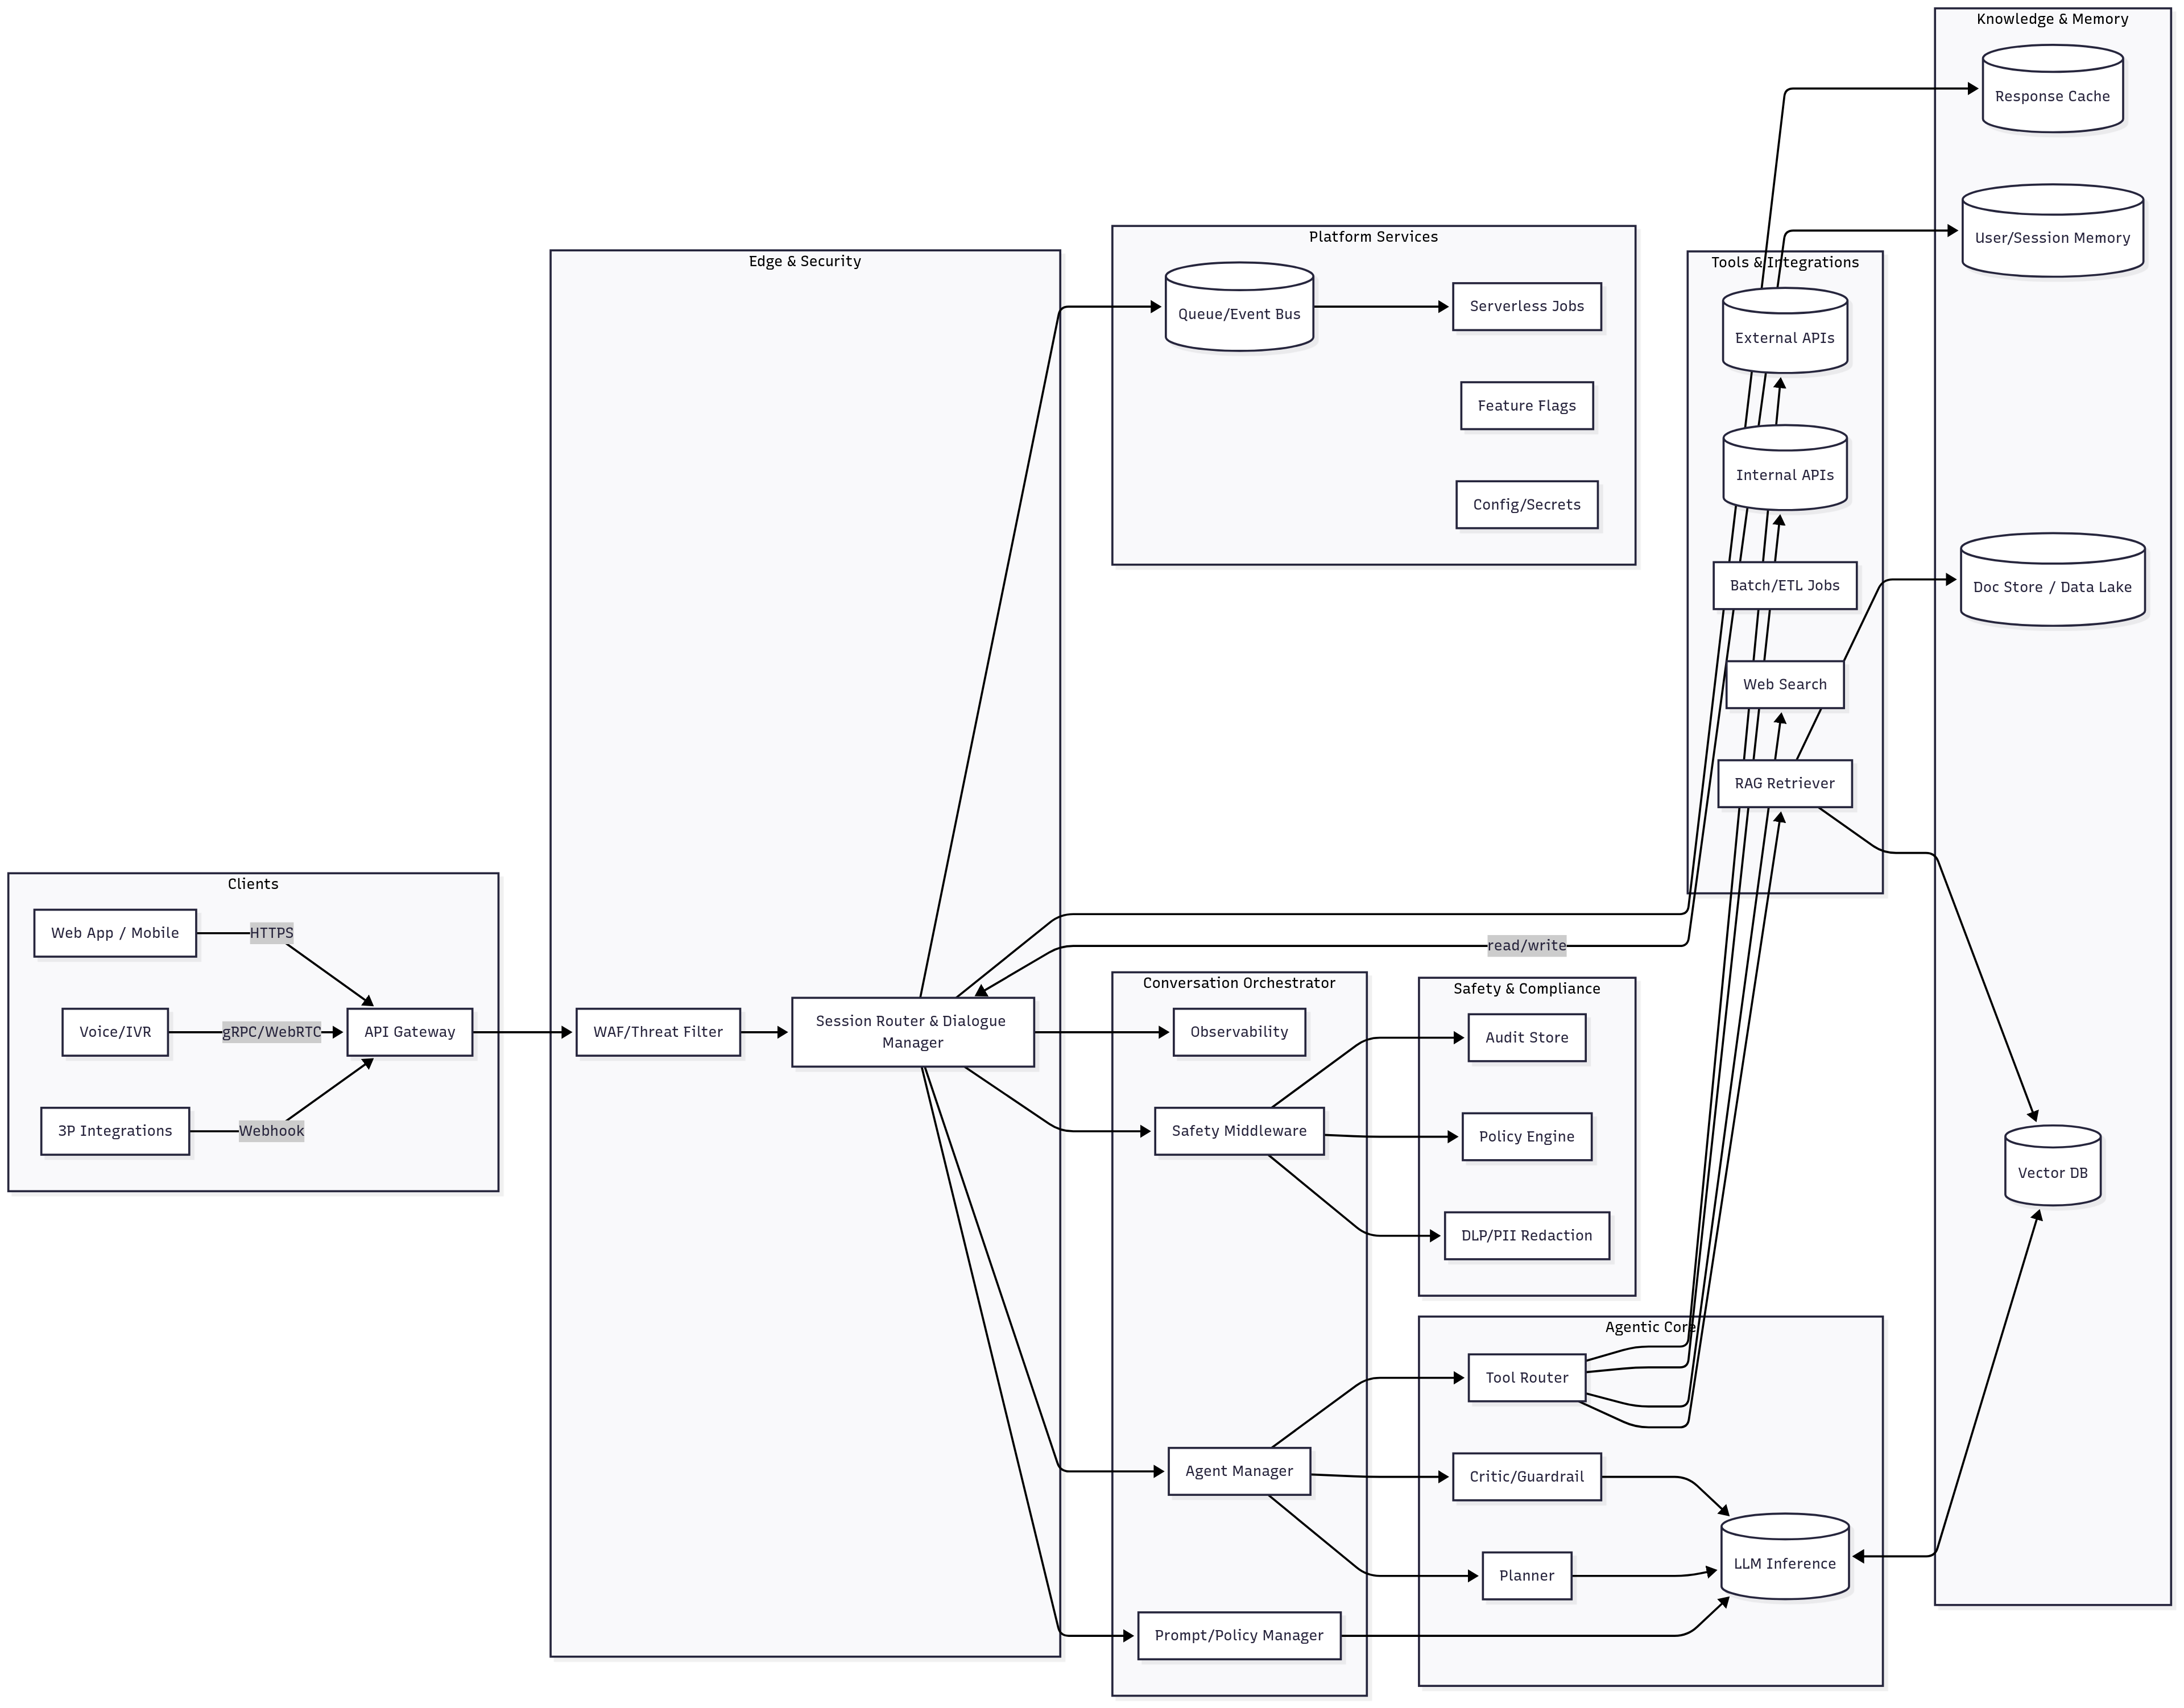 Clients
Web App / Mobile
HTTPS
Voice/IVR
gRPC/WebRTC
API Gateway
3P Integrations
Webhook
Edge & Security
WAF/Threat Filter
Session Router & Dialogue
Manager
Platform Services
Queue/Event Bus
Serverless Jobs
Feature Flags
Config/Secrets
read/write
Conversation Orchestrator
Observability
Safety Middleware
Agent Manager
Prompt/Policy Manager
Safety & Compliance
Audit Store
Policy Engine
DLP/PII Redaction
Agentic Core
Tool Router
Critic/Guardrail
Planner
LLM Inference
Tools & Integrations
External APIs
Internal APIs
Batch/ETL Jobs
Web Search
RAG Retriever
Knowledge & Memory
Response Cache
User/Session Memory
Doc Store / Data Lake
Vector DB